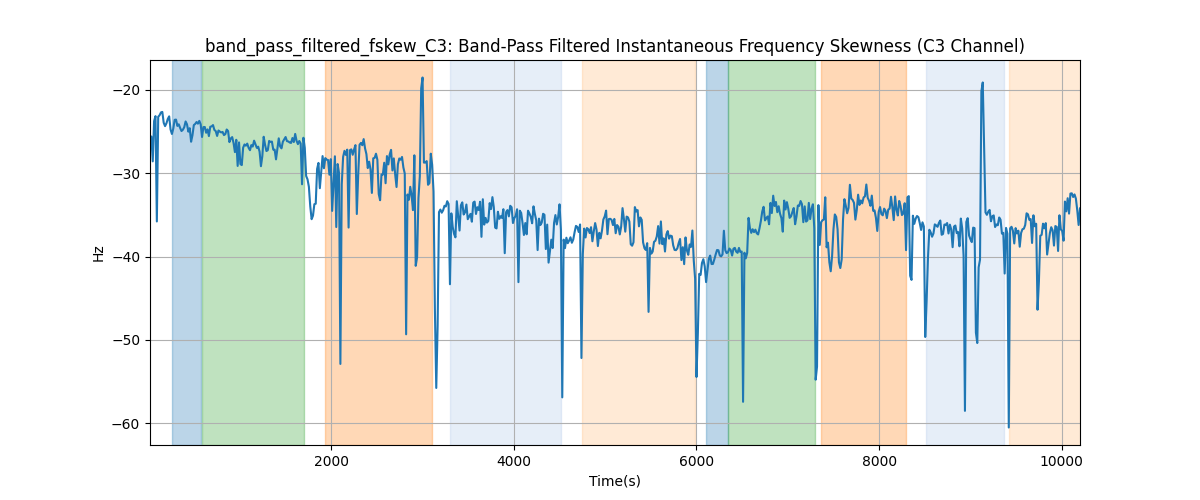 band_pass_filtered_fskew_C3: Band-Pass Filtered Instantaneous Frequency Skewness (C3 Channel)
−20
−30
−40
−50
−60
Hz
2000 4000 6000 8000 10000
Time(s)